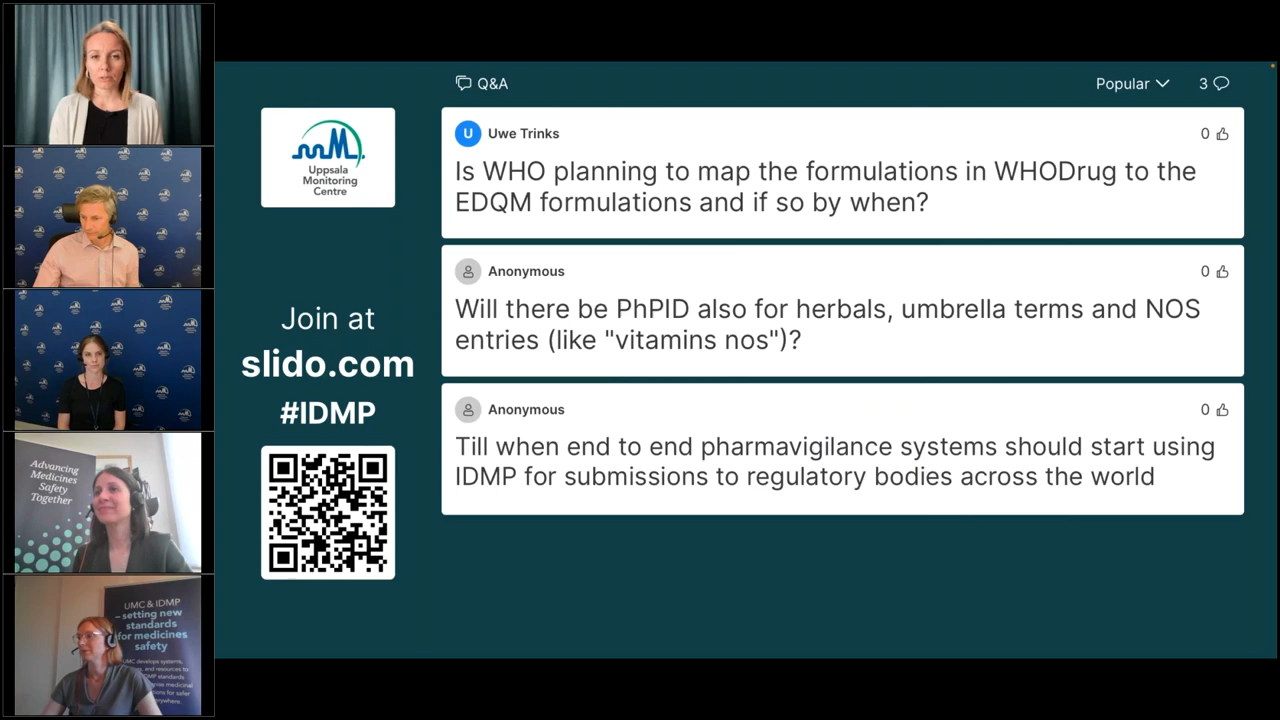 Advancing
Medicines
Safety
Together
UMC & IDMP
– setting new
standards
for medicines
safety
UMC develops systems,
Uppsala
Monitoring
Centre
Join at
slido.com
#IDMP
Q&A
Popular
3
U
Uwe Trinks
0
Is WHO planning to map the formulations in WHODrug to the
EDQM formulations and if so by when?
Anonymous
0
Will there be PhPID also for herbals, umbrella terms and NOS
entries (like "vitamins nos")?
Anonymous
0
Till when end to end pharmavigilance systems should start using
IDMP for submissions to regulatory bodies across the world